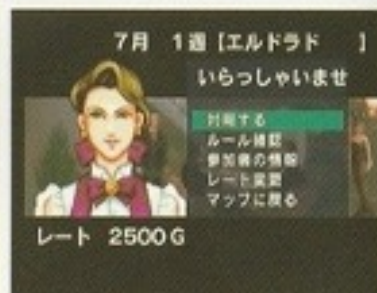 7月 1週【エルドラド 】
いらっしゃいませ
対局する
ルール確認
参加者の情報
レート変更
マップに戻る
レート 2500G